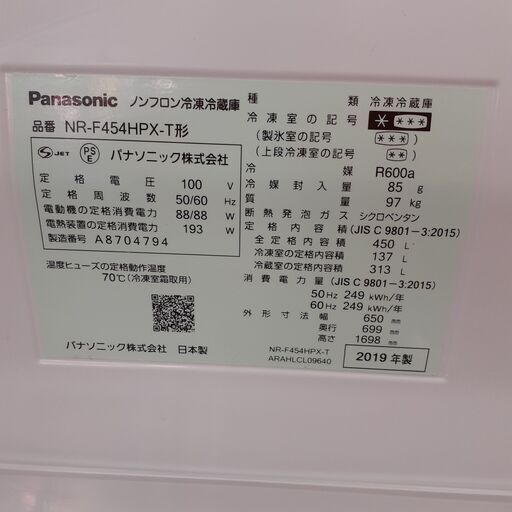 Panasonic ノンフロン冷凍冷蔵庫
品番 NR-F454HPX-T形
S JET PS E パナソニック株式会社
定格電圧 100 V
定格周波数 50/60 Hz
電動機の定格消費電力 88/88 W
電熱装置の定格消費電力 193 W
製造番号 A8704794
温度ヒューズの定格動作温度
70℃(冷凍室霜取用)
パナソニック株式会社 日本製
種類 冷凍冷蔵庫
冷凍室の記号 ****
(製氷室の記号) ***
(上段冷凍室の記号) **
冷媒 R600a
冷媒封入量 85 g
質量 97 kg
断熱発泡ガス シクロペンタン
定格内容積 (JIS C 9801-3:2015)
全定格内容積 450 L
冷凍室の定格内容積 137 L
冷蔵室の定格内容積 313 L
消費電力量 (JIS C 9801-3:2015)
50 Hz 249 kWh/年
60 Hz 249 kWh/年
外形寸法 幅 650 mm
奥行 699 mm
高さ 1698 mm
NR-F454HPX-T
ARAHLCL09640
2019 年製